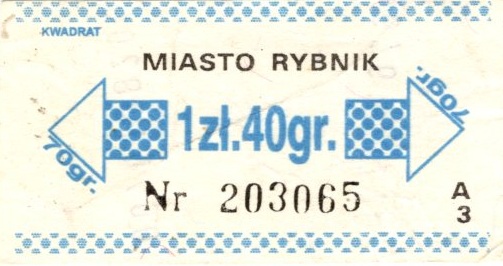 KWADRAT
MIASTO RYBNIK
70gr.
1zł.40gr.
70gr.
Nr 203065
A
3